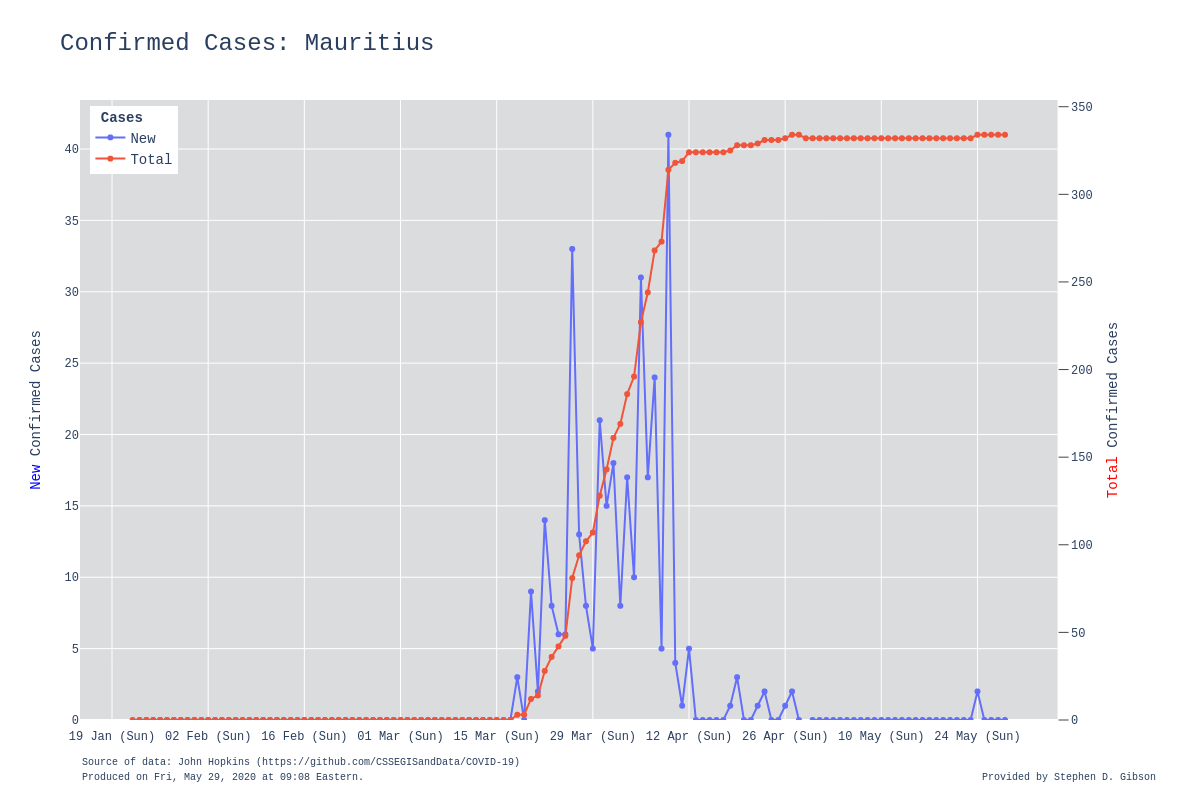 Confirmed Cases: Mauritius
Cases
New
Total
New Confirmed Cases
40
35
30
25
20
15
10
5
0
350
300
250
200
150
100
50
0
Total Confirmed Cases
19 Jan (Sun) 02 Feb (Sun) 16 Feb (Sun) 01 Mar (Sun) 15 Mar (Sun) 29 Mar (Sun) 12 Apr (Sun) 26 Apr (Sun) 10 May (Sun) 24 May (Sun)
Source of data: John Hopkins (https://github.com/CSSEGISandData/COVID-19)
Produced on Fri, May 29, 2020 at 09:08 Eastern.
Provided by Stephen D. Gibson